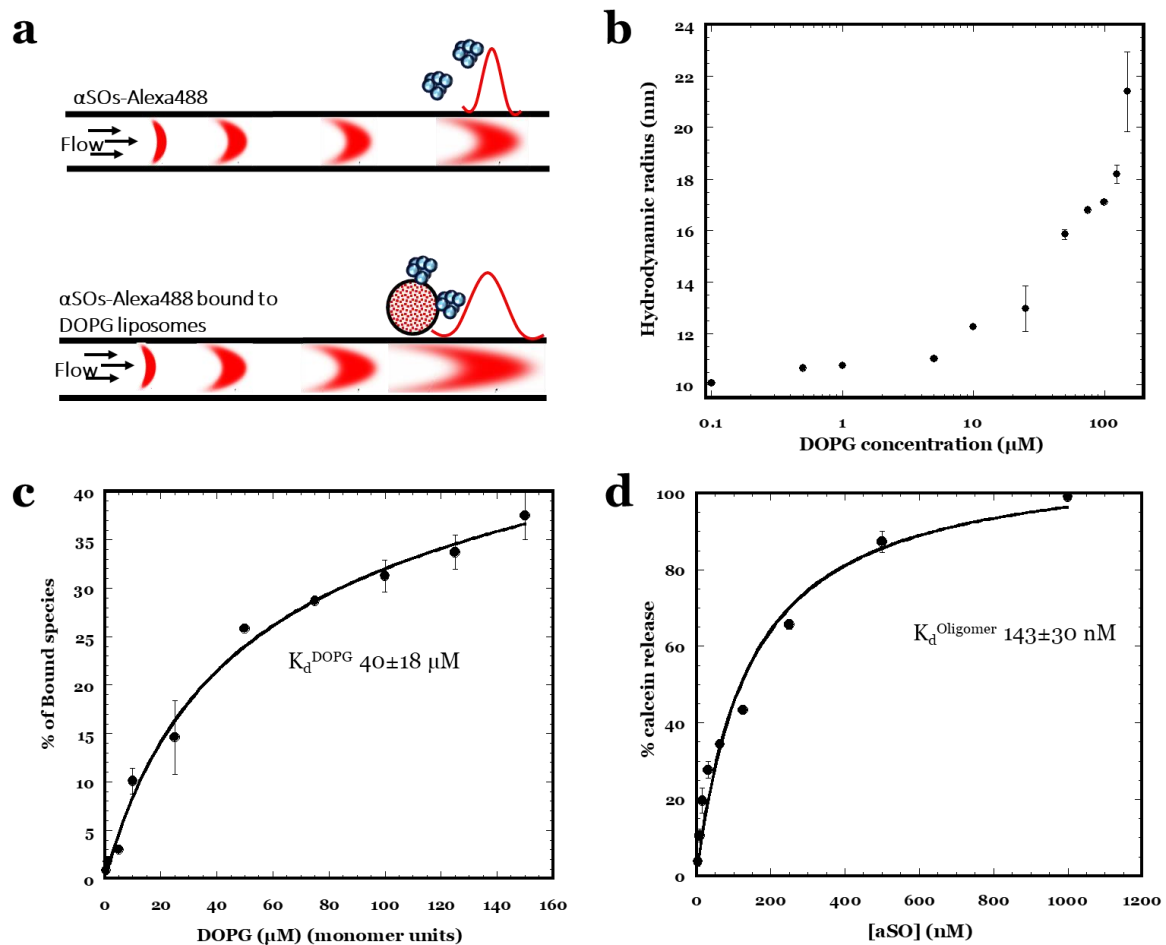 a
αSOs-Alexa488
Flow
αSOs-Alexa488 bound to
DOPG liposomes
Flow
b
Hydrodynamic radius (nm)
24
22
20
18
16
14
12
10
0.1
1
10
100
DOPG concentration (μM)
c
% of Bound species
40
35
30
25
20
15
10
5
0
K_d^DOPG 40±18 μM
0
20
40
60
80
100
120
140
160
DOPG (μM) (monomer units)
d
% calcein release
100
80
60
40
20
0
K_d^Oligomer 143±30 nM
0
200
400
600
800
1000
1200
[aSO] (nM)